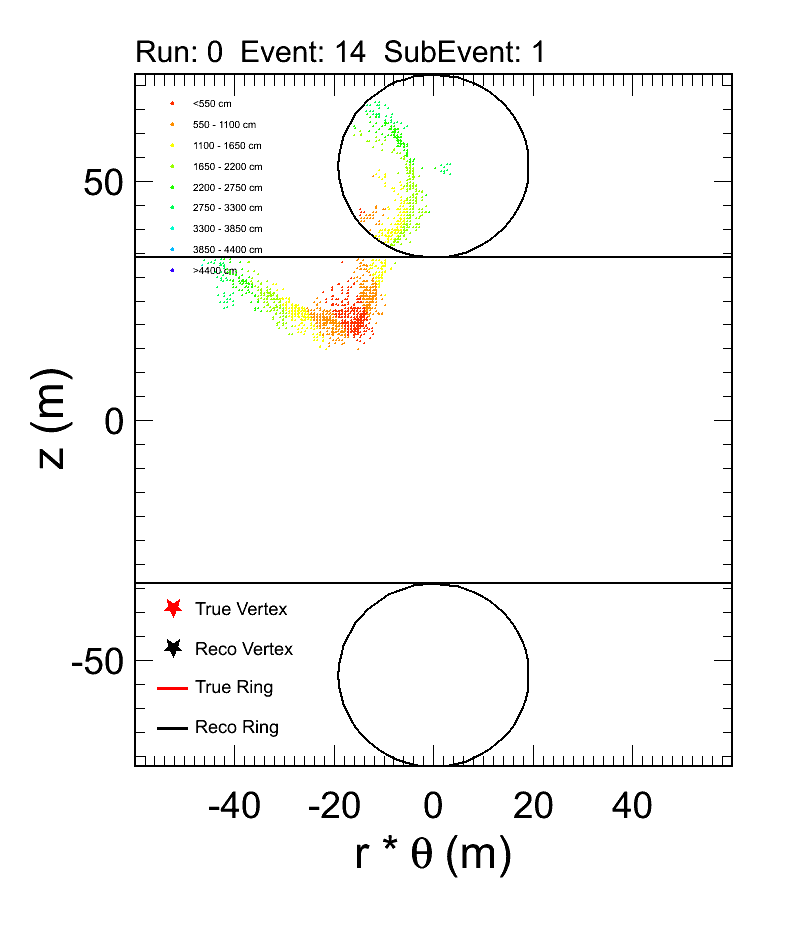 Run: 0 Event: 14 SubEvent: 1
<550 cm
550 - 1100 cm
1100 - 1650 cm
1650 - 2200 cm
2200 - 2750 cm
2750 - 3300 cm
3300 - 3850 cm
3850 - 4400 cm
>4400 cm
50
0
-50
z (m)
True Vertex
Reco Vertex
True Ring
Reco Ring
-40 -20 0 20 40
r * θ (m)